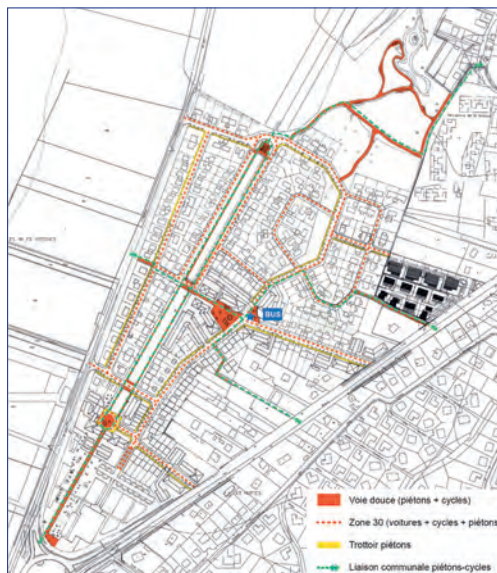 BUS
Voie douce (piétons + cycles)
Zone 30 (voitures + cycles + piétons
Trottoir piétons
Liaison communale piétons-cycles